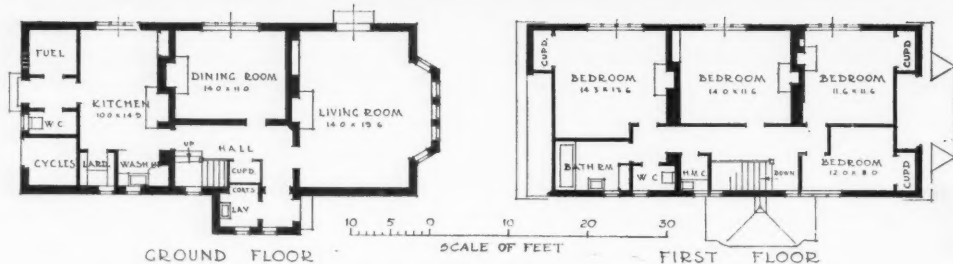 FUEL
KITCHEN
10.0 x 14.9
W.C.
CYCLES
LARD.
WASH UP
DINING ROOM
14.0 x 11.0
LIVING ROOM
14.0 x 19.6
HALL
UP
CUPD.
COATS
LAV.
GROUND FLOOR
10 5 0 10 20 30
SCALE OF FEET
CUPD.
BEDROOM
14.3 x 13.6
BEDROOM
14.0 x 11.6
BEDROOM
11.6 x 11.6
CUPD.
BATH RM.
W C
H.M.C.
DOWN
BEDROOM
12.0 x 8.0
CUPD.
FIRST FLOOR